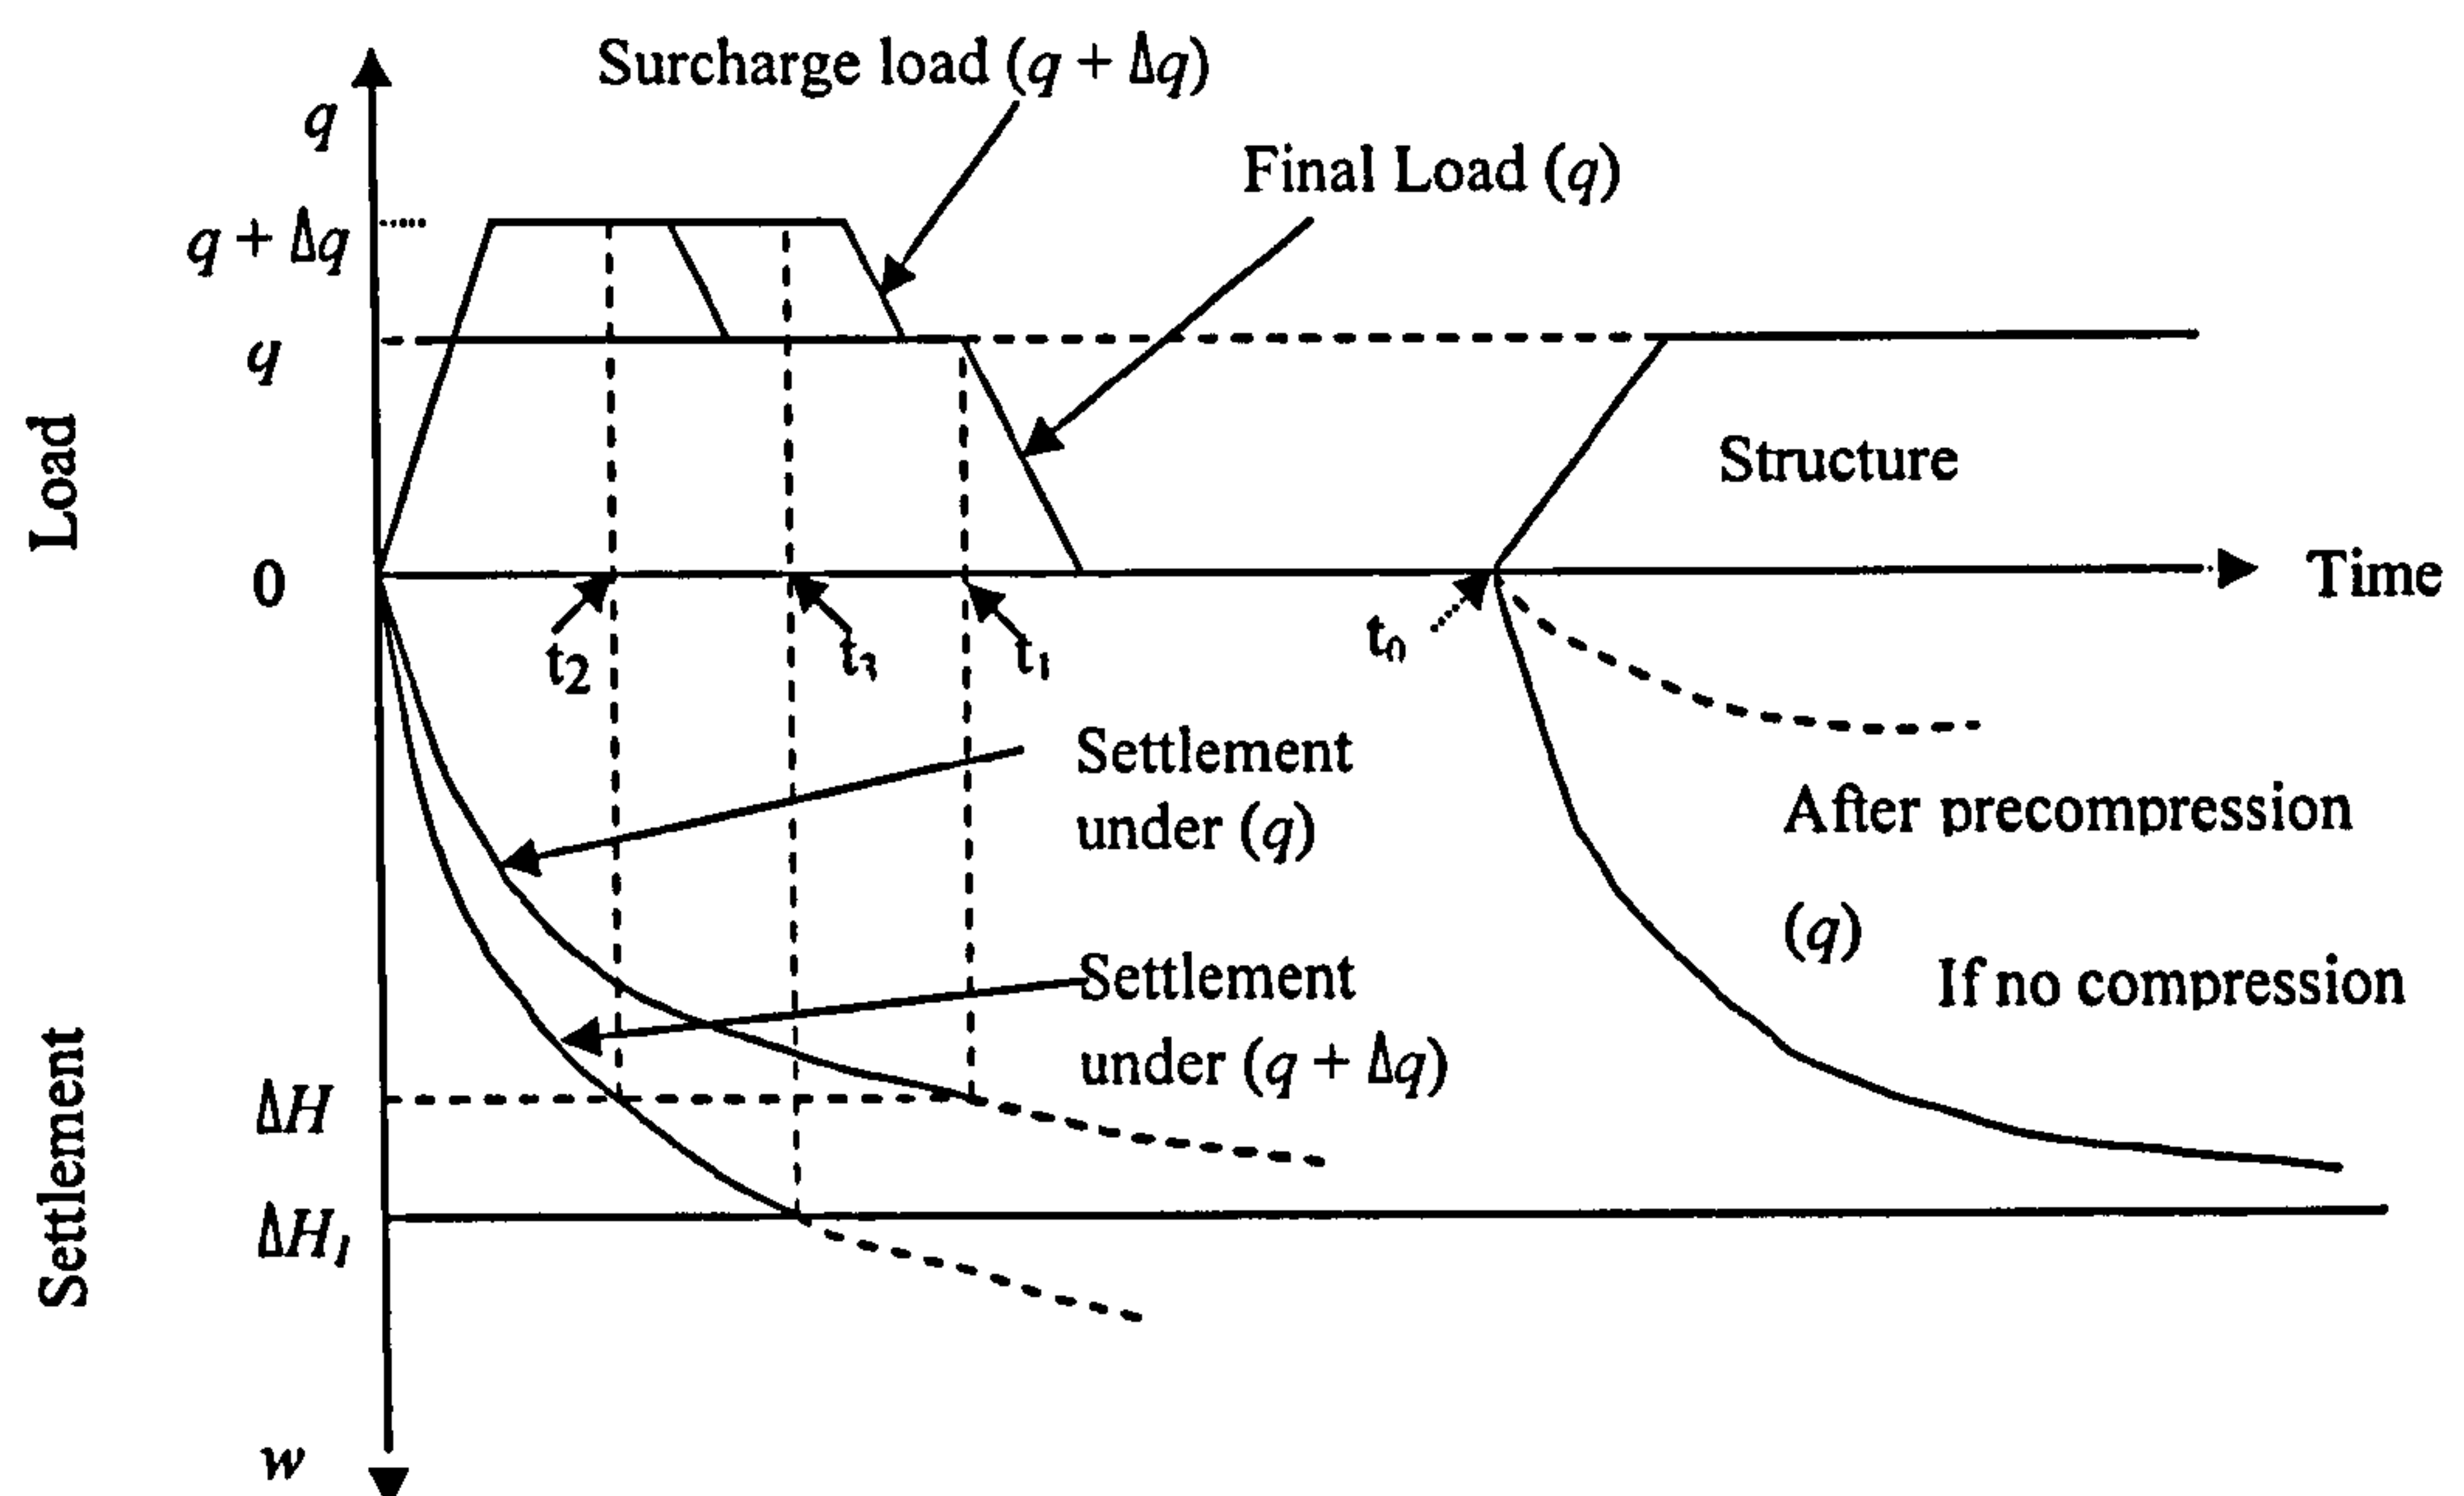 Surcharge load (q + Δq)
q
Final Load (q)
q + Δq
q
Load
Structure
0
Time
t2
t3
t1
t0
Settlement
under (q)
After precompression
(q)
Settlement
under (q + Δq)
If no compression
ΔH
ΔH1
Settlement
w